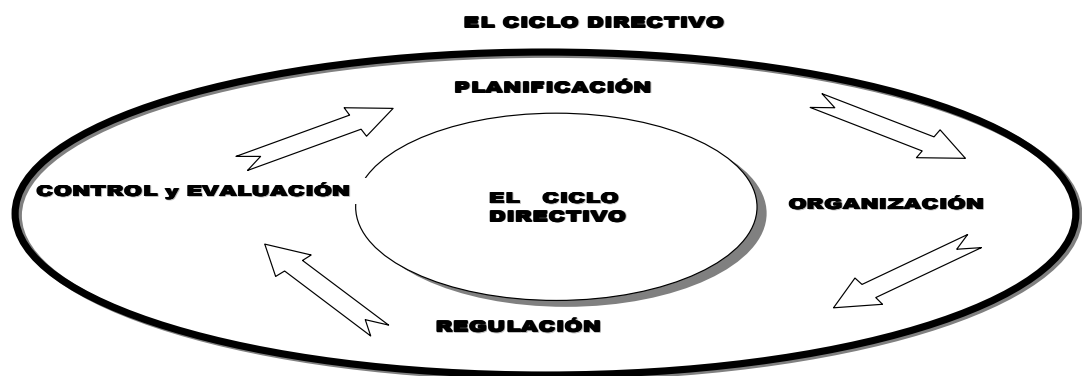 EL CICLO DIRECTIVO
PLANIFICACIÓN
CONTROL y EVALUACIÓN
EL CICLO
DIRECTIVO
ORGANIZACIÓN
REGULACIÓN